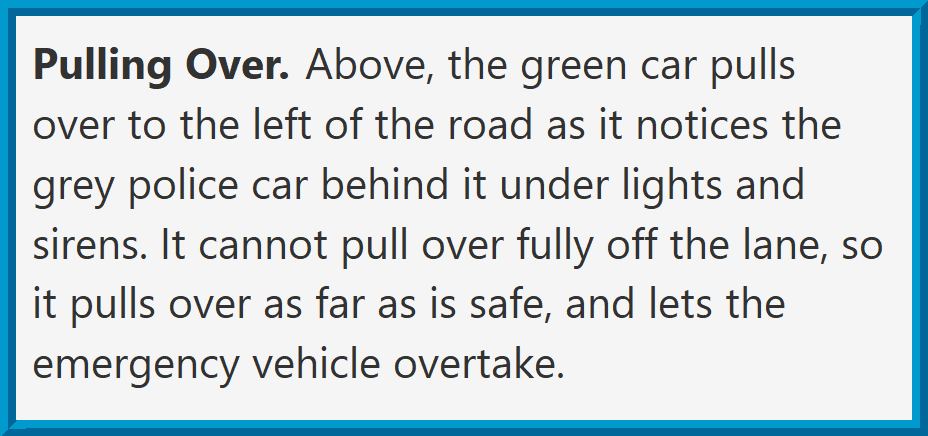 Pulling Over. Above, the green car pulls
over to the left of the road as it notices the
grey police car behind it under lights and
sirens. It cannot pull over fully off the lane, so
it pulls over as far as is safe, and lets the
emergency vehicle overtake.